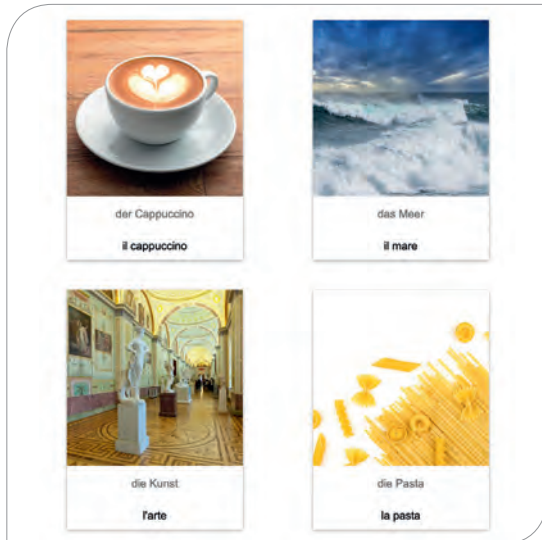 der Cappuccino
il cappuccino
das Meer
il mare
die Kunst
l'arte
die Pasta
la pasta